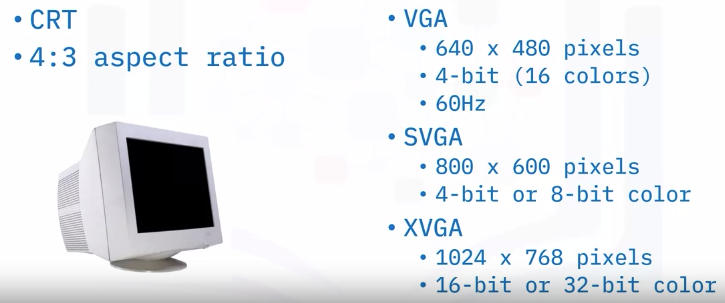 • CRT
• 4:3 aspect ratio
• VGA
• 640 x 480 pixels
• 4-bit (16 colors)
• 60Hz
• SVGA
• 800 x 600 pixels
• 4-bit or 8-bit color
• XVGA
• 1024 x 768 pixels
• 16-bit or 32-bit color